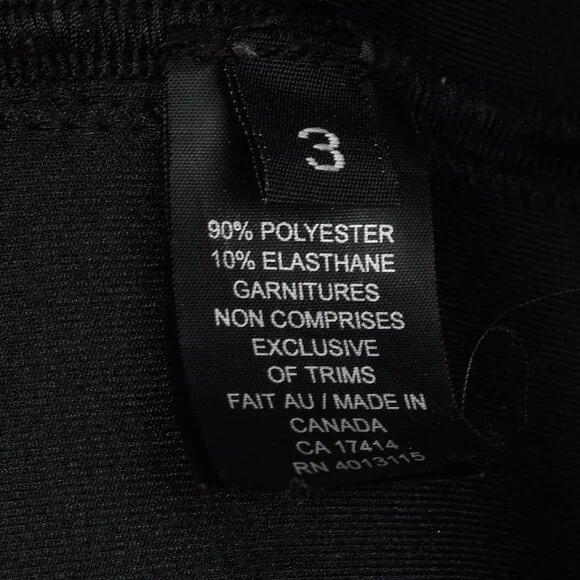 3
90% POLYESTER
10% ELASTHANE
GARNITURES
NON COMPRISES
EXCLUSIVE
OF TRIMS
FAIT AU / MADE IN
CANADA
CA 17414
RN 4013115